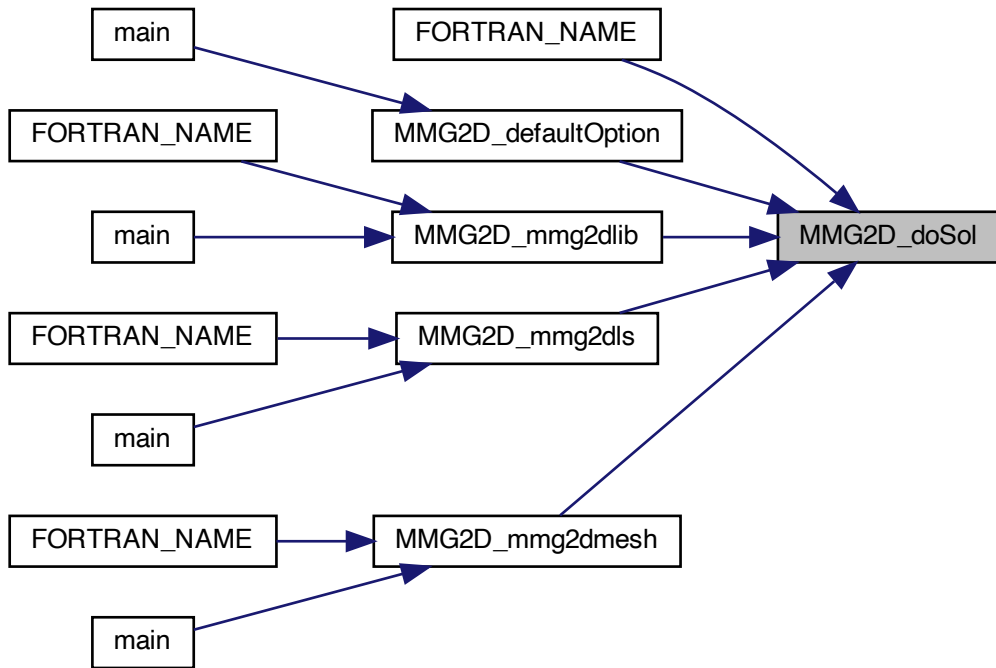 main
FORTRAN_NAME
FORTRAN_NAME
MMG2D_defaultOption
main
MMG2D_mmg2dlib
MMG2D_doSol
FORTRAN_NAME
MMG2D_mmg2dls
main
FORTRAN_NAME
MMG2D_mmg2dmesh
main